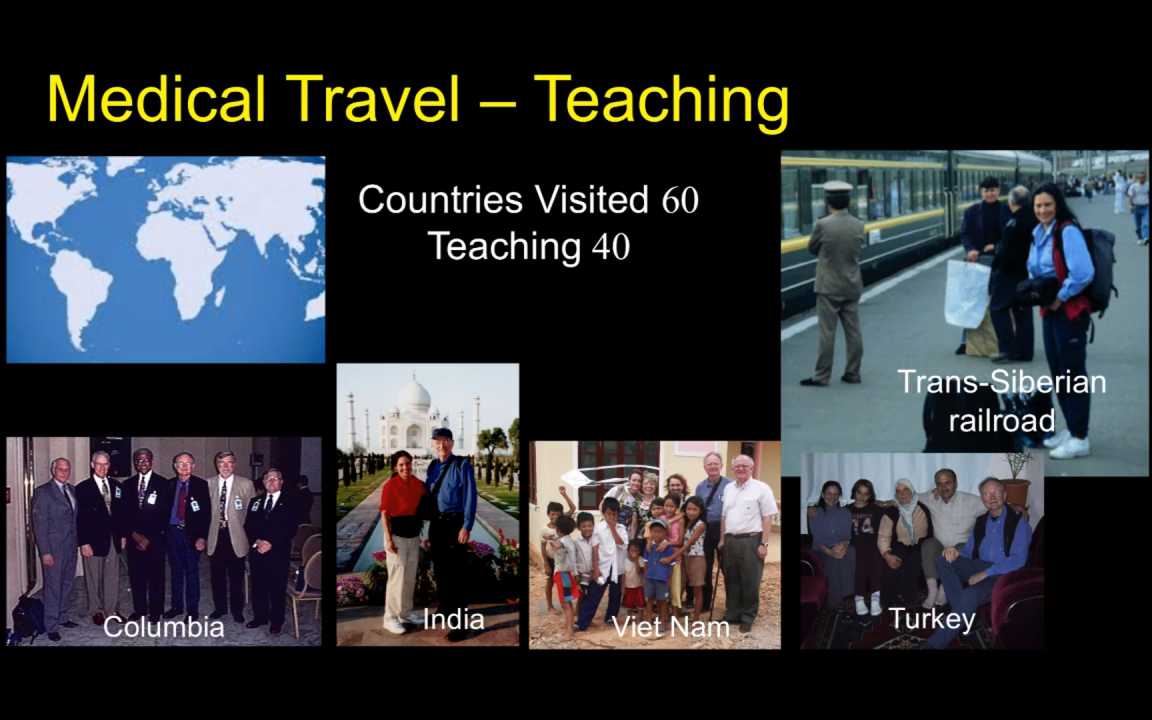 Medical Travel – Teaching
Countries Visited 60
Teaching 40
Trans-Siberian
railroad
Columbia
India
Viet Nam
Turkey